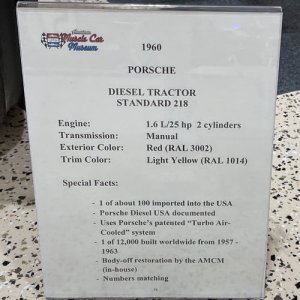 American
Muscle Car
Museum
1960
PORSCHE
DIESEL TRACTOR
STANDARD 218
Engine: 1.6 L/25 hp 2 cylinders
Transmission: Manual
Exterior Color: Red (RAL 3002)
Trim Color: Light Yellow (RAL 1014)
Special Facts:
- 1 of about 100 imported into the USA
- Porsche Diesel USA documented
- Uses Porsche's patented "Turbo Air-
Cooled" system
- 1 of 12,000 built worldwide from 1957 -
1963
- Body-off restoration by the AMCM
(in-house)
- Numbers matching